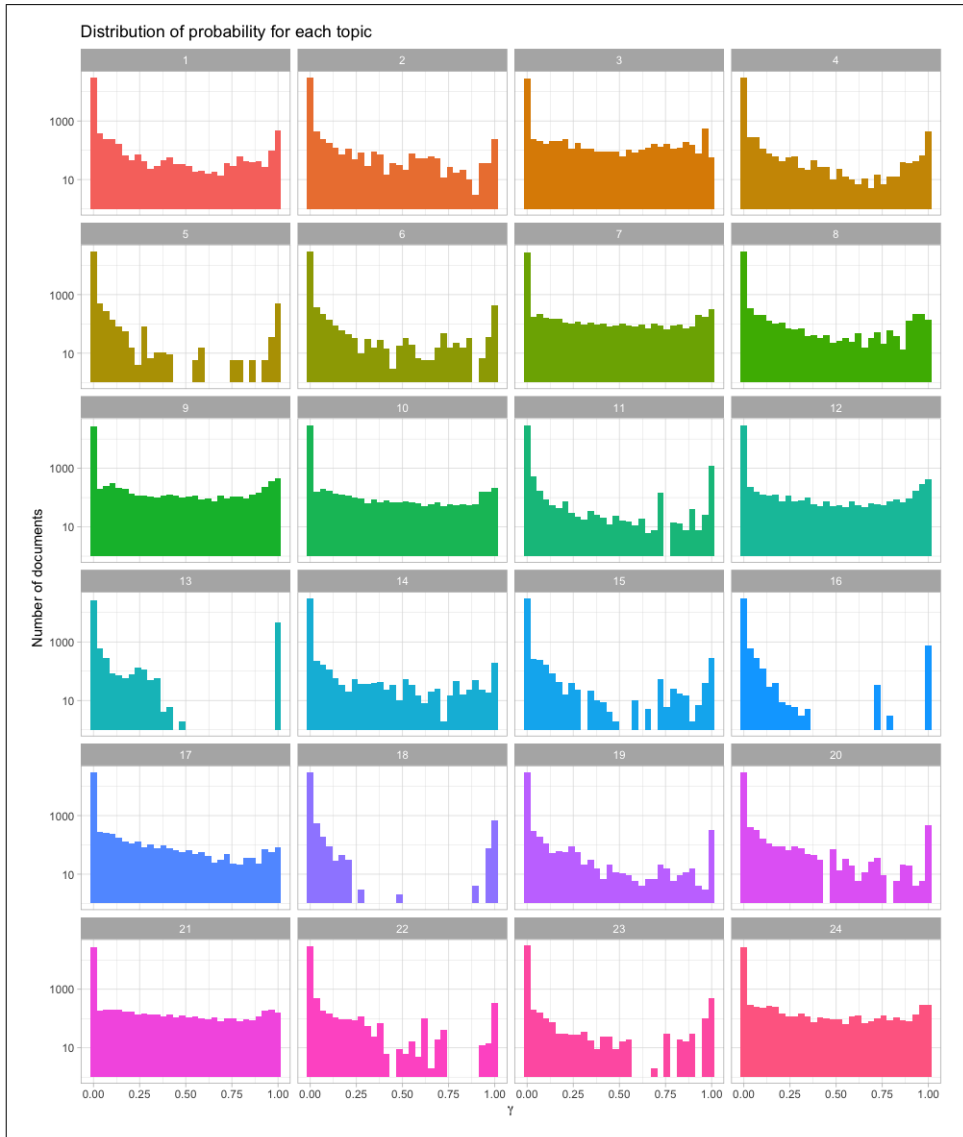 Distribution of probability for each topic
1 2 3 4
1000
10
5 6 7 8
1000
10
9 10 11 12
1000
10
Number of documents
13 14 15 16
1000
10
17 18 19 20
1000
10
21 22 23 24
1000
10
0.00 0.25 0.50 0.75 1.00 0.00 0.25 0.50 0.75 1.00 0.00 0.25 0.50 0.75 1.00 0.00 0.25 0.50 0.75 1.00
γ